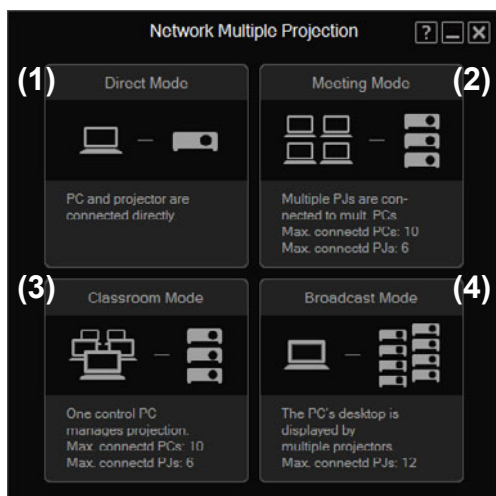 Network Multiple Projection ? _ X
(1) Direct Mode
PC and projector are
connected directly
(2) Meeting Mode
Multiple PJs are con-
nected to mult. PCs
Max. connectd PCs: 10
Max. connectd PJs: 6
(3) Classroom Mode
One control PC
manages projection.
Max. connectd PCs: 10
Max. connectd PJs: 6
(4) Broadcast Mode
The PC's desktop is
displayed by
multiple projectors.
Max. connectd PJs: 12